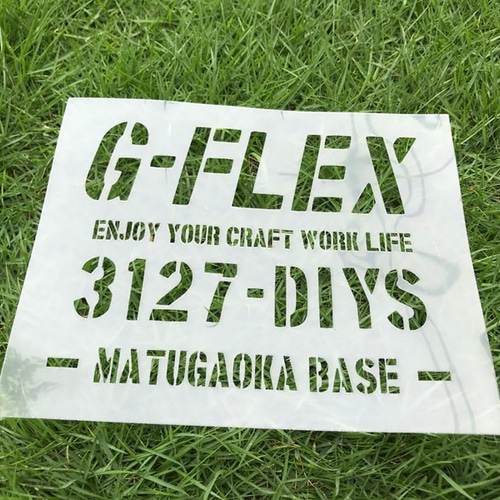 G-FLEX
ENJOY YOUR CRAFT WORK LIFE
3127-DIYS
- MATUGAOKA BASE -